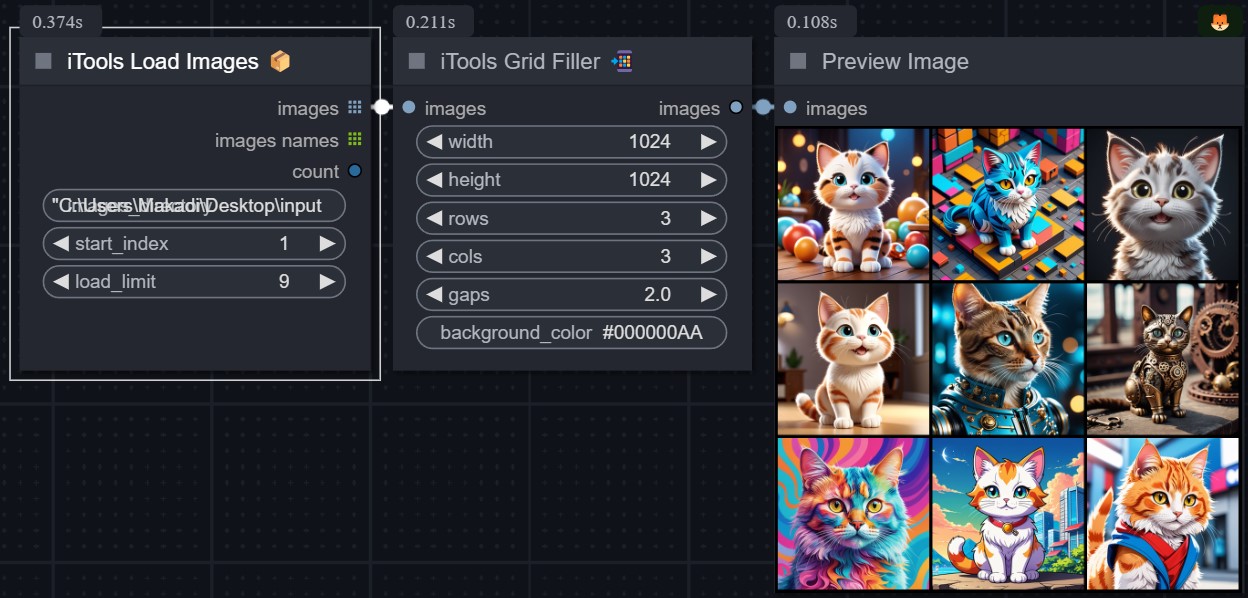 0.374s
iTools Load Images
images
images names
count
"C:\Users\Makadi\Desktop\input
start_index 1
load_limit 9
0.211s
iTools Grid Filler
images images
width 1024
height 1024
rows 3
cols 3
gaps 2.0
background_color #000000AA
0.108s
Preview Image
images